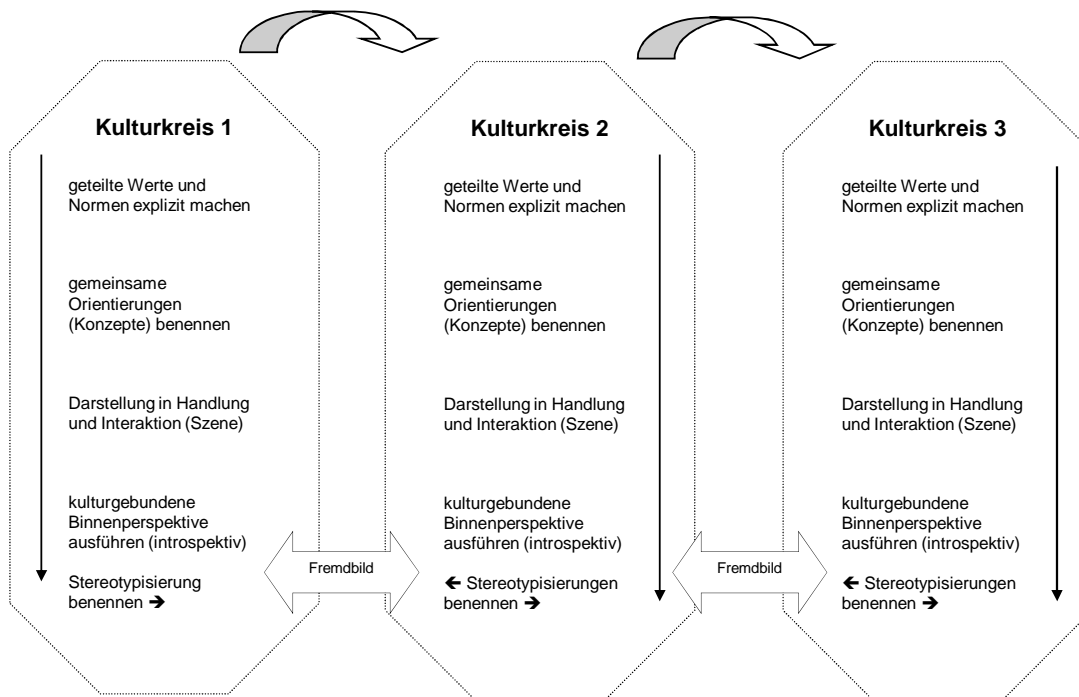 Kulturkreis 1
geteilte Werte und
Normen explizit machen
gemeinsame
Orientierungen
(Konzepte) benennen
Darstellung in Handlung
und Interaktion (Szene)
kulturgebundene
Binnenperspektive
ausführen (introspektiv)
Stereotypisierung
benennen ➔
Fremdbild
Kulturkreis 2
geteilte Werte und
Normen explizit machen
gemeinsame
Orientierungen
(Konzepte) benennen
Darstellung in Handlung
und Interaktion (Szene)
kulturgebundene
Binnenperspektive
ausführen (introspektiv)
🡸 Stereotypisierungen
benennen ➔
Fremdbild
Kulturkreis 3
geteilte Werte und
Normen explizit machen
gemeinsame
Orientierungen
(Konzepte) benennen
Darstellung in Handlung
und Interaktion (Szene)
kulturgebundene
Binnenperspektive
ausführen (introspektiv)
🡸 Stereotypisierungen
benennen ➔